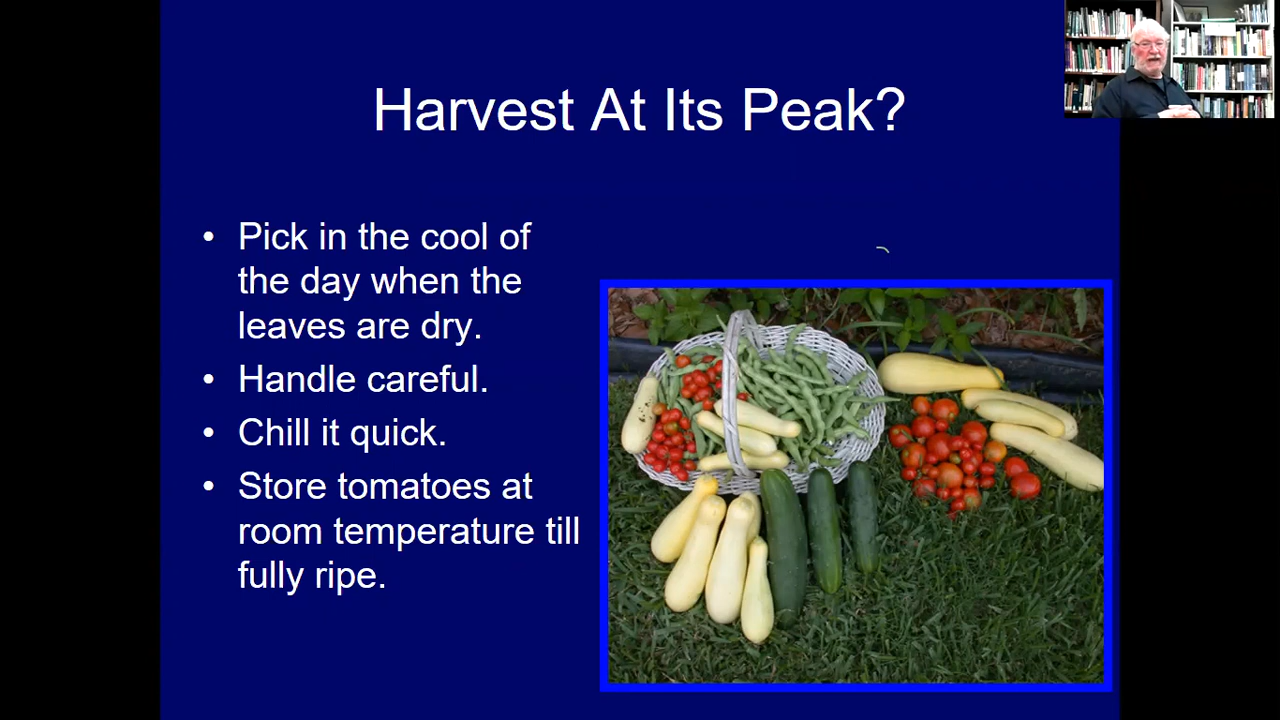 Harvest At Its Peak?
• Pick in the cool of
the day when the
leaves are dry.
• Handle careful.
• Chill it quick.
• Store tomatoes at
room temperature till
fully ripe.